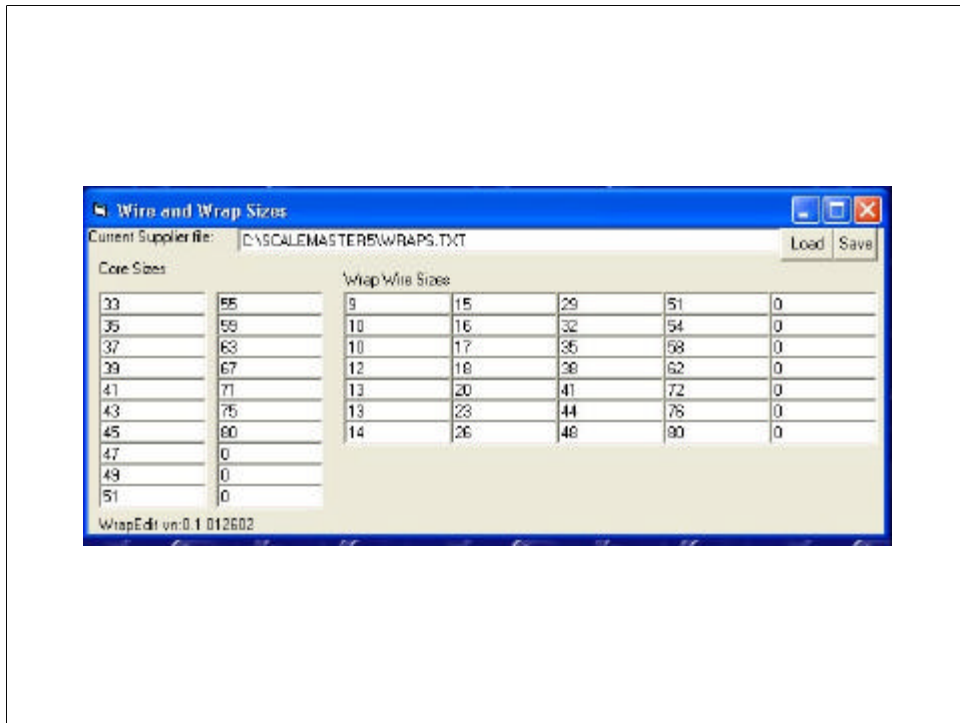 Wire and Wrap Sizes
Current Supplier file: C:\SCALEMASTER5\WRAPS.TXT Load Save
Core Sizes
Wrap Wire Sizes
33 55 9 15 29 51 0
35 59 10 16 32 54 0
37 63 10 17 35 58 0
39 67 12 18 38 62 0
41 71 13 20 41 72 0
43 75 13 23 44 76 0
45 80 14 26 48 80 0
47 0
49 0
51 0
WrapEdit vn:0.1 012602